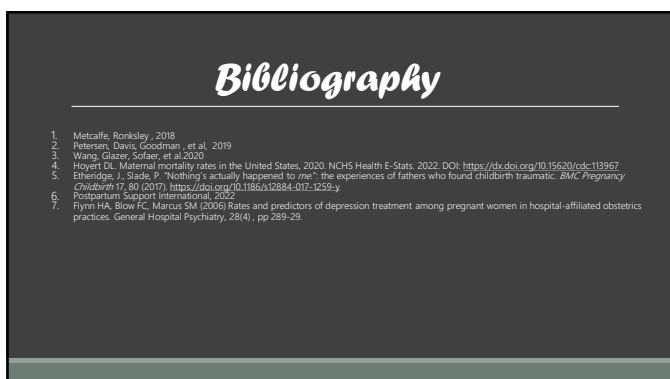 Bibliography
1. Metcalfe, Ronksley , 2018
2. Petersen, Davis, Goodman , et al, 2019
3. Wang, Glazer, Sofaer, et al.2020
4. Hoyert DL. Maternal mortality rates in the United States, 2020. NCHS Health E-Stats. 2022. DOI: https://dx.doi.org/10.15620/cdc:113967
5. Etheridge, J., Slade, P. "Nothing's actually happened to me.": the experiences of fathers who found childbirth traumatic. BMC Pregnancy
Childbirth 17, 80 (2017). https://doi.org/10.1186/s12884-017-1259-y
6. Postpartum Support International, 2022
7. Flynn HA, Blow FC, Marcus SM (2006) Rates and predictors of depression treatment among pregnant women in hospital-affiliated obstetrics
practices. General Hospital Psychiatry, 28(4) , pp 289-29.